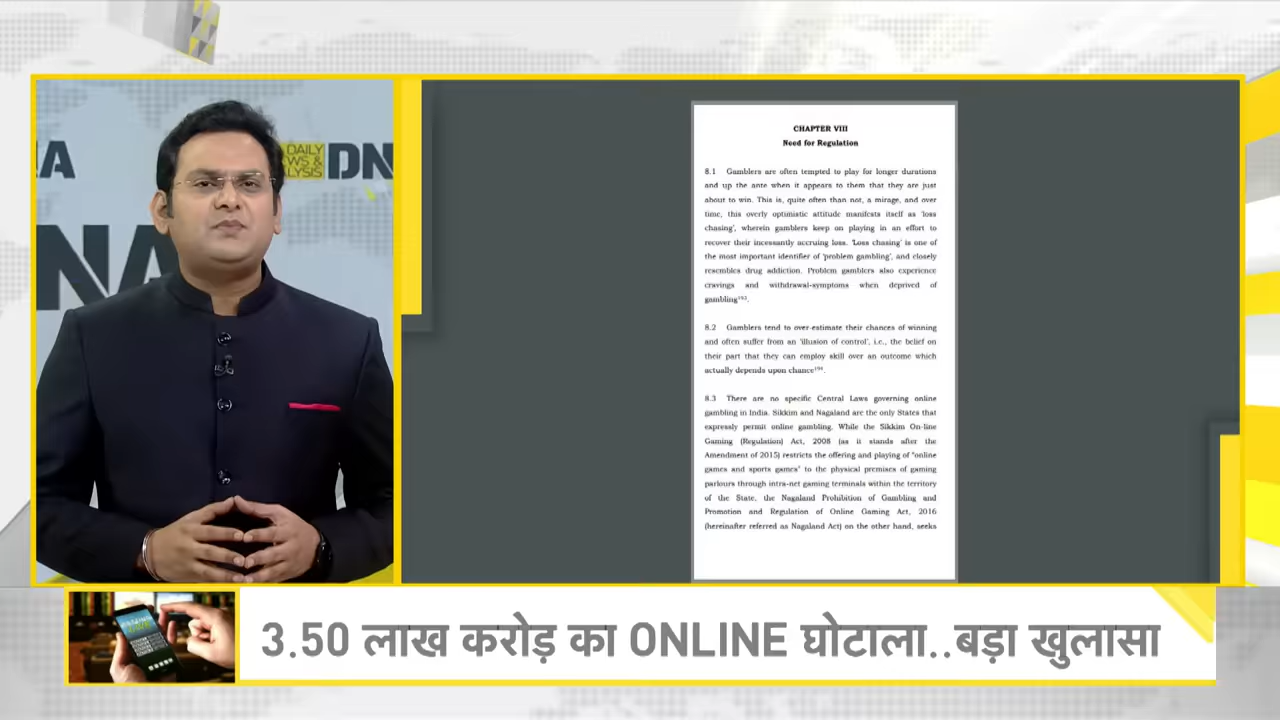 IA
DAILY
WS &
LYSIS
DN
NA
CHAPTER VIII
Need for Regulation
8.1 Gamblers are often tempted to play for longer durations
and up the ante when it appears to them that they are just
about to win. This is, quite often than not, a mirage, and over
time, this overly optimistic attitude manifests itself as 'loss
chasing', wherein gamblers keep on playing in an effort to
recover their incessantly accruing loss. 'Loss chasing' is one of
the most important identifier of 'problem gambling', and closely
resembles drug addiction. Problem gamblers also experience
cravings and withdrawal-symptoms when deprived of
gambling¹⁹³.
8.2 Gamblers tend to over-estimate their chances of winning
and often suffer from an 'illusion of control', i.e., the belief on
their part that they can employ skill over an outcome which
actually depends upon chance¹⁹⁴.
8.3 There are no specific Central Laws governing online
gambling in India. Sikkim and Nagaland are the only States that
expressly permit online gambling. While the Sikkim On-line
Gaming (Regulation) Act, 2008 (as it stands after the
Amendment of 2015) restricts the offering and playing of "online
games and sports games" to the physical premises of gaming
parlours through intra-net gaming terminals within the territory
of the State, the Nagaland Prohibition of Gambling and
Promotion and Regulation of Online Gaming Act, 2016
(hereinafter referred as Nagaland Act) on the other hand, seeks
3.50 लाख करोड़ का ONLINE घोटाला..बड़ा खुलासा